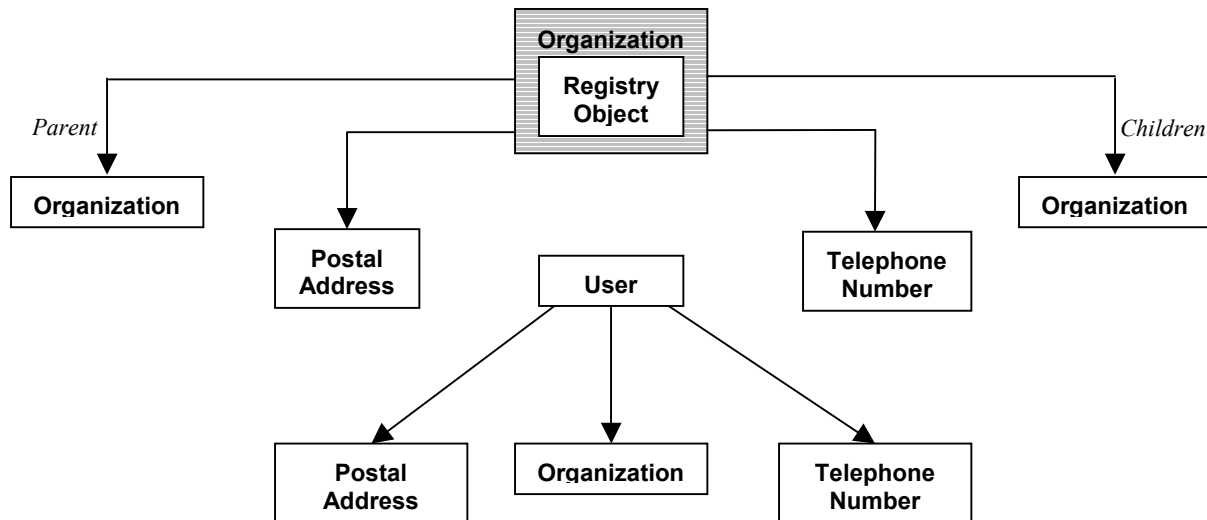 Organization
Registry
Object
Parent
Children
Organization
Organization
Postal
Address
User
Telephone
Number
Postal
Address
Organization
Telephone
Number